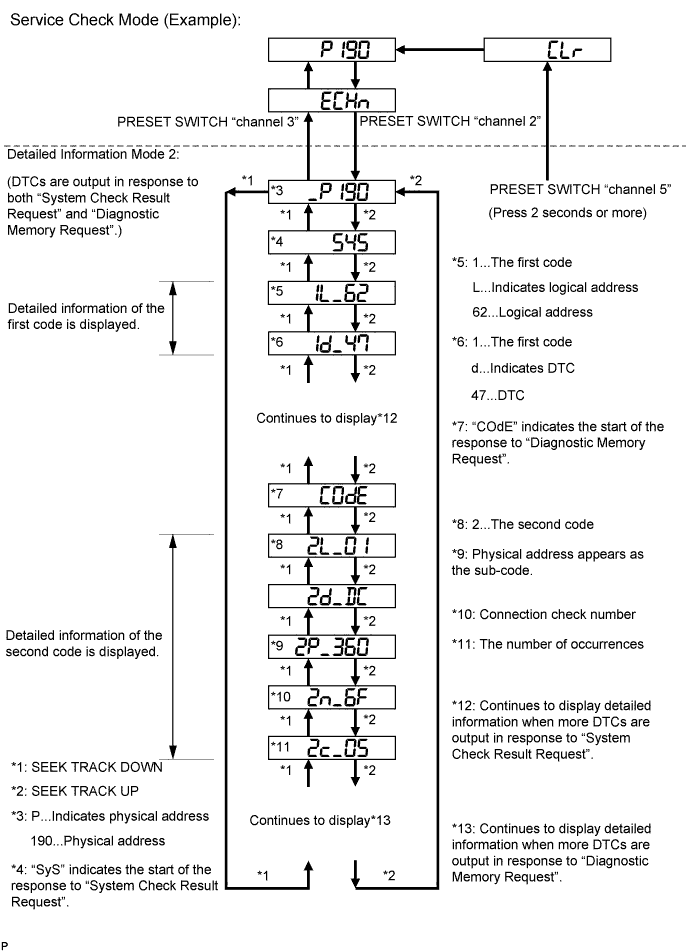 Service Check Mode (Example):
P190
CLr
ECHn
PRESET SWITCH “channel 3”
PRESET SWITCH “channel 2”
Detailed Information Mode 2:
(DTCs are output in response to
both “System Check Result
Request” and “Diagnostic
Memory Request”.)
*1
*3 _P190
*2
PRESET SWITCH “channel 5”
(Press 2 seconds or more)
*1
*2
*4 SYS
*1
*2
*5 1L_62
*1
*2
*6 1d_47
*1
*2
Detailed information of the
first code is displayed.
*5: 1...The first code
L...Indicates logical address
62...Logical address
*6: 1...The first code
d...Indicates DTC
47...DTC
Continues to display*12
*7: “COdE” indicates the start of the
response to “Diagnostic Memory
Request”.
*1
*2
*7 COdE
*1
*2
*8 2L_01
*1
*2
2d_DC
*1
*2
*9 2P_360
*1
*2
*10 2n_6F
*1
*2
*11 2c_05
*1
*2
*8: 2...The second code
*9: Physical address appears as
the sub-code.
*10: Connection check number
*11: The number of occurrences
Detailed information of the
second code is displayed.
*12: Continues to display detailed
information when more DTCs are
output in response to “System
Check Result Request”.
*1: SEEK TRACK DOWN
*2: SEEK TRACK UP
*3: P...Indicates physical address
190...Physical address
*4: “SyS” indicates the start of the
response to “System Check Result
Request”.
Continues to display*13
*1
*2
*13: Continues to display detailed
information when more DTCs are
output in response to “Diagnostic
Memory Request”.
P